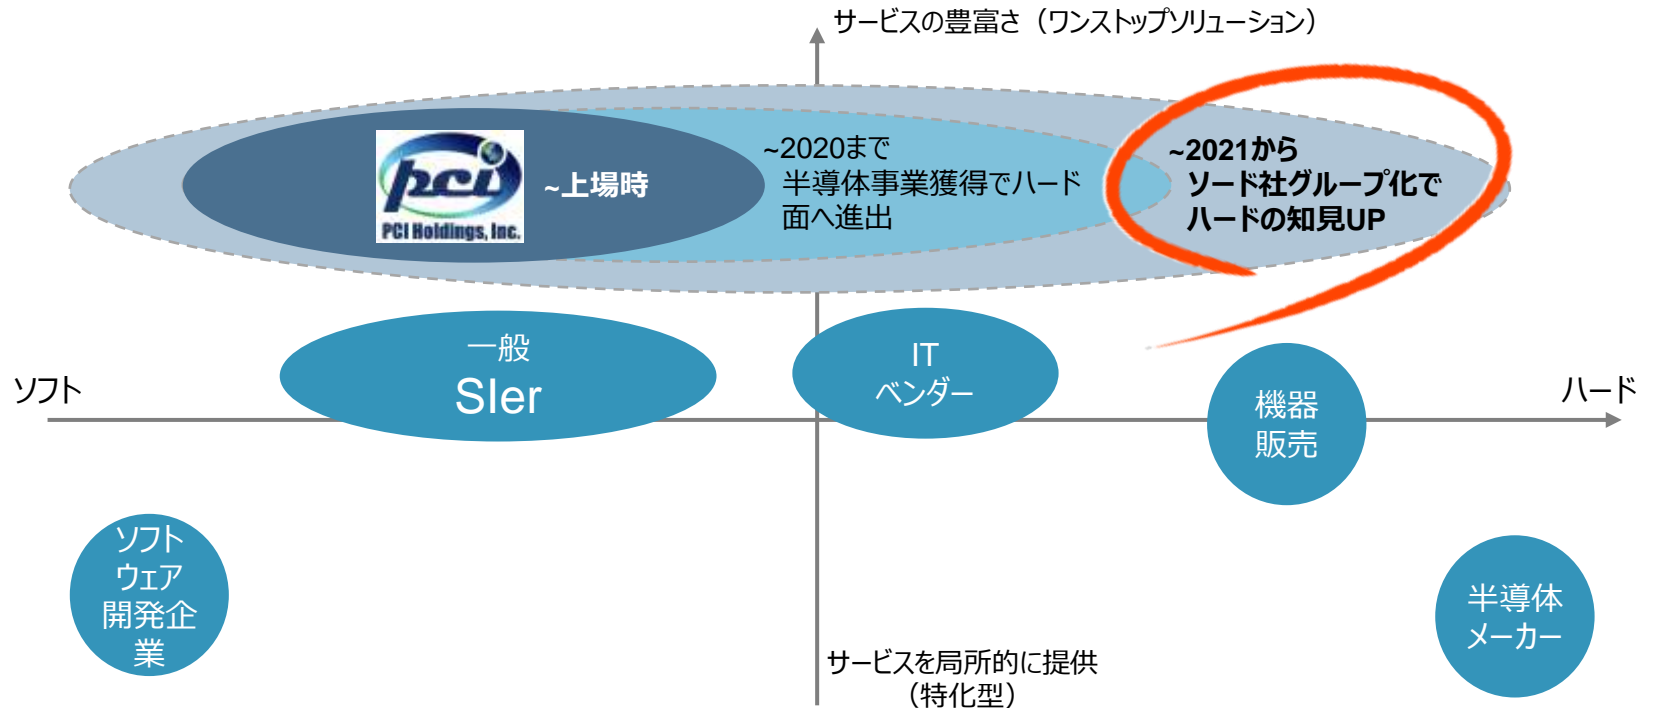 サービスの豊富さ（ワンストップソリューション）
pci
PCI Holdings, Inc.
~上場時
~2020まで
半導体事業獲得でハード
面へ進出
~2021から
ソード社グループ化で
ハードの知見UP
一般
SIer
IT
ベンダー
ソフト
ハード
機器
販売
ソフト
ウェア
開発企
業
半導体
メーカー
サービスを局所的に提供
（特化型）